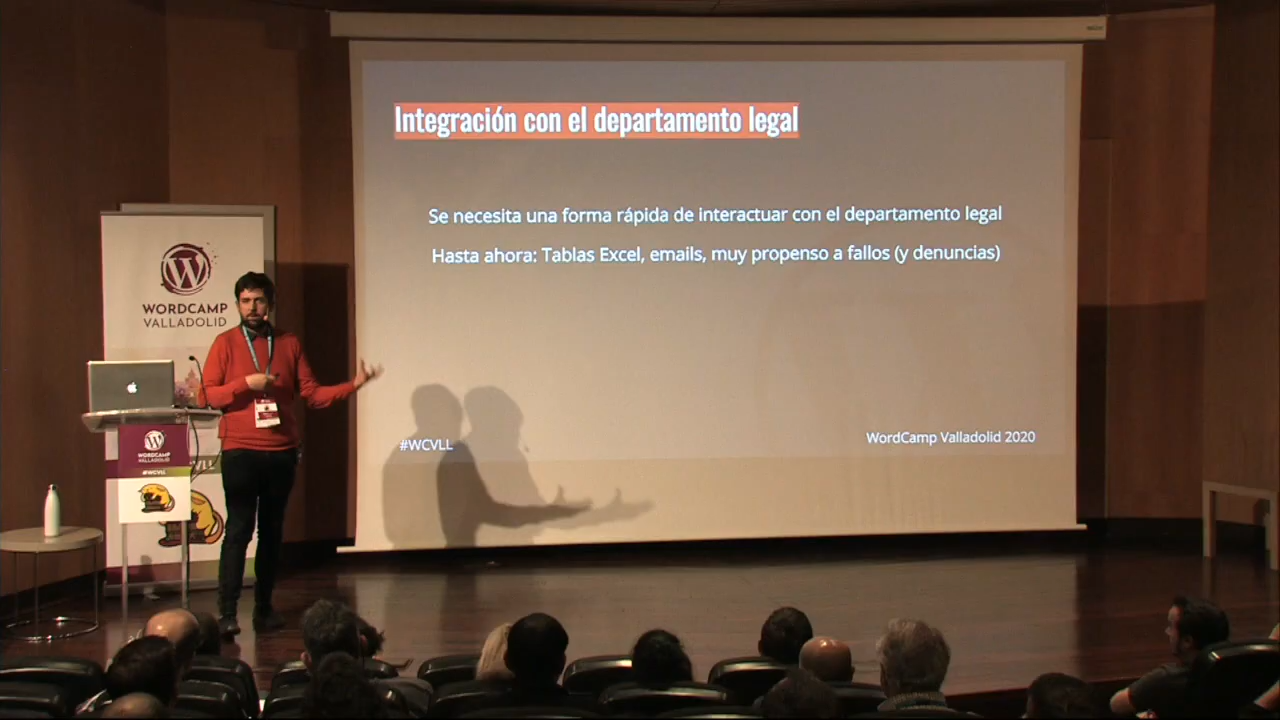 Integración con el departamento legal
Se necesita una forma rápida de interactuar con el departamento legal
Hasta ahora: Tablas Excel, emails, muy propenso a fallos (y denuncias)
#WCVLL
WordCamp Valladolid 2020
WORDCAMP
VALLADOLID
WORDCAMP
VALLADOLID
#WCVLL